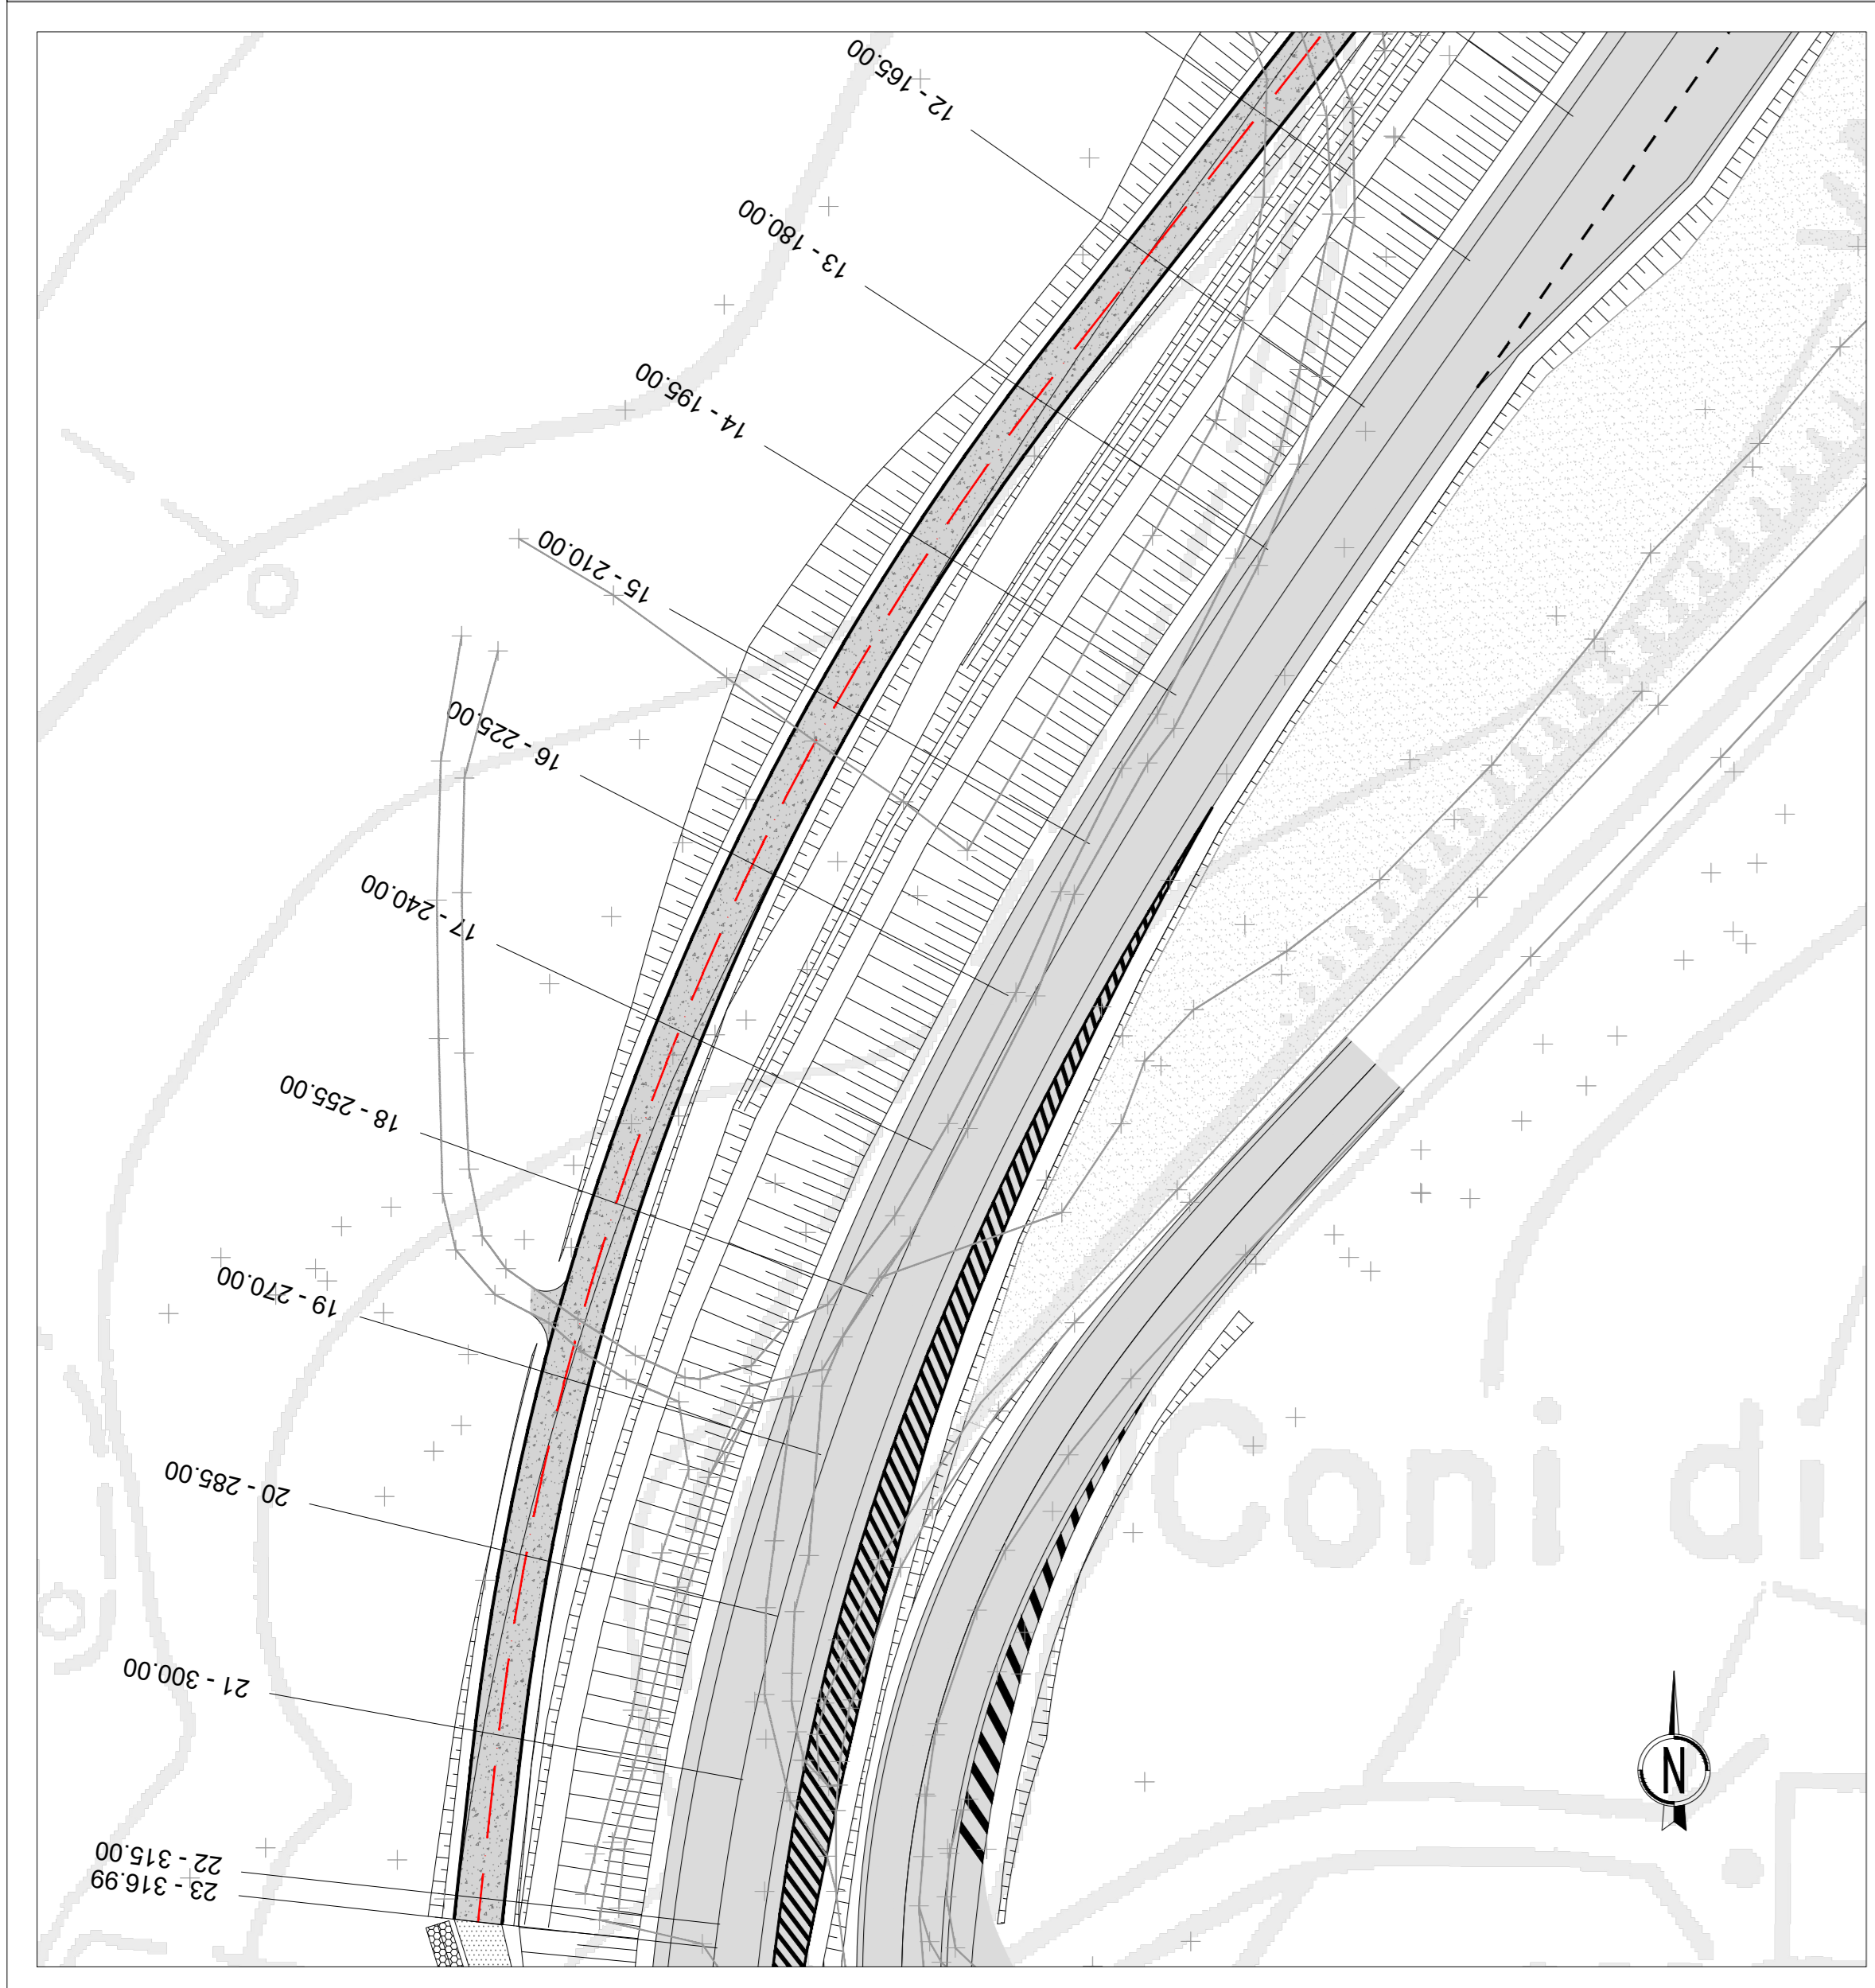 12 - 165.00
13 - 180.00
14 - 195.00
15 - 210.00
16 - 225.00
17 - 240.00
18 - 255.00
19 - 270.00
20 - 285.00
Coni di
21 - 300.00
N
22 - 315.00
23 - 316.99